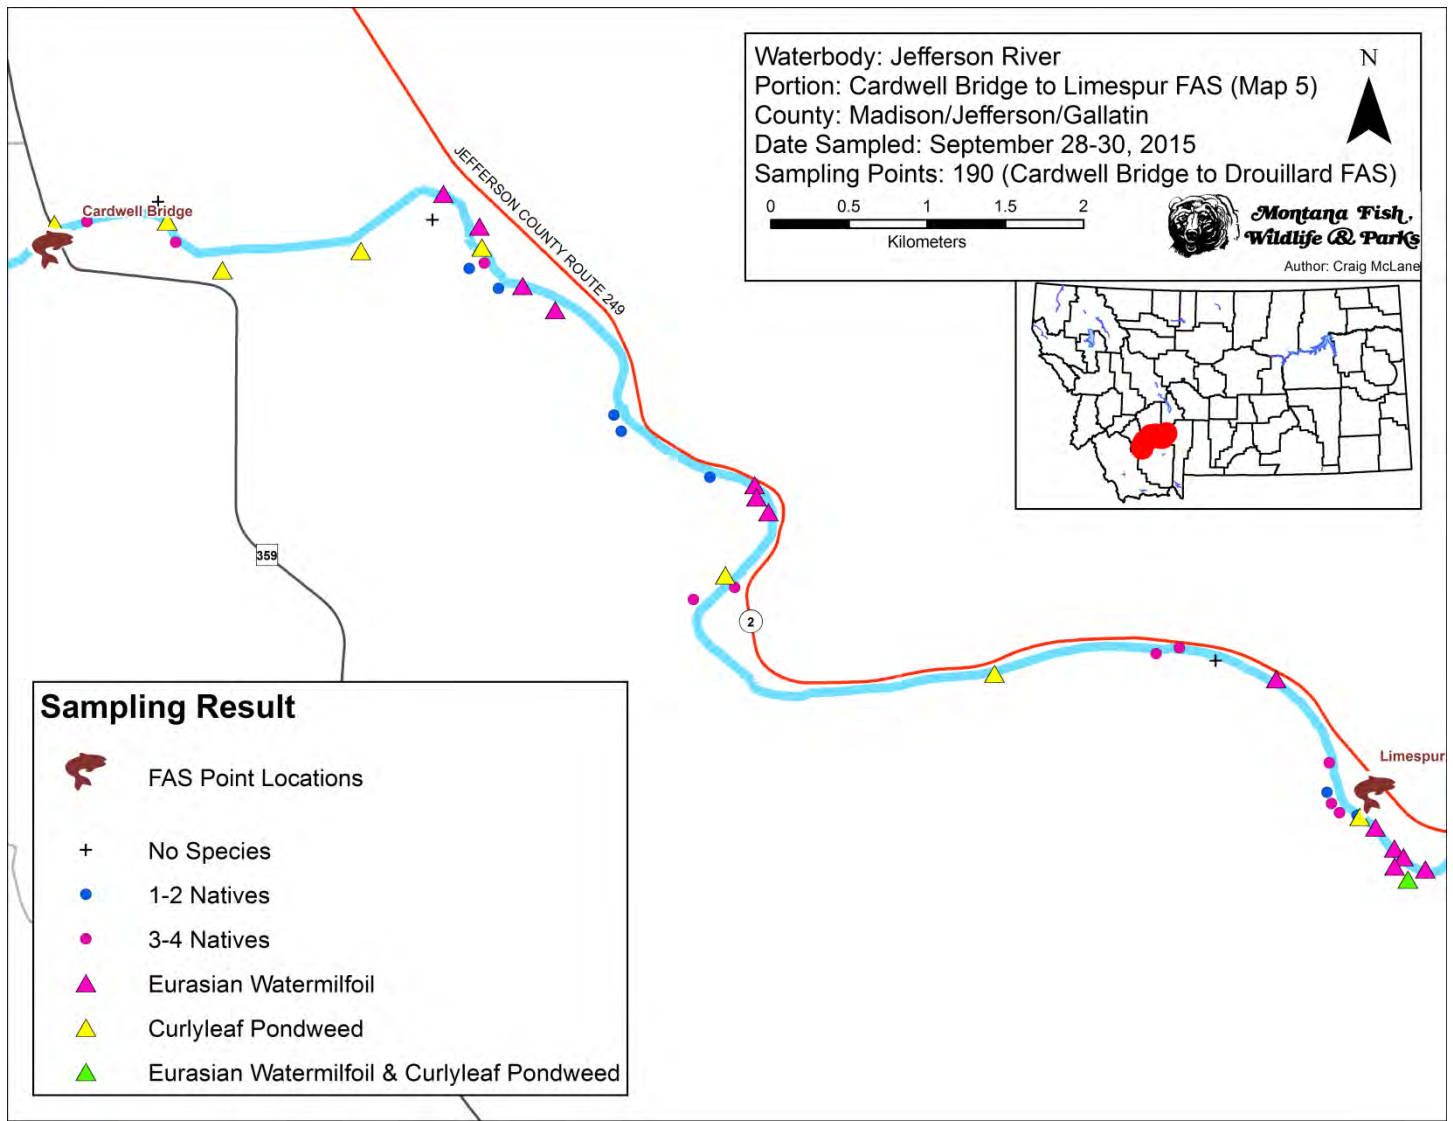 Waterbody: Jefferson River
Portion: Cardwell Bridge to Limespur FAS (Map 5)
County: Madison/Jefferson/Gallatin
Date Sampled: September 28-30, 2015
Sampling Points: 190 (Cardwell Bridge to Drouillard FAS)
N
0 0.5 1 1.5 2
Kilometers
Montana Fish,
Wildlife & Parks
Author: Craig McLane
JEFFERSON COUNTY ROUTE 249
Cardwell Bridge
359
2
Limespur
Sampling Result
FAS Point Locations
No Species
1-2 Natives
3-4 Natives
Eurasian Watermilfoil
Curlyleaf Pondweed
Eurasian Watermilfoil & Curlyleaf Pondweed